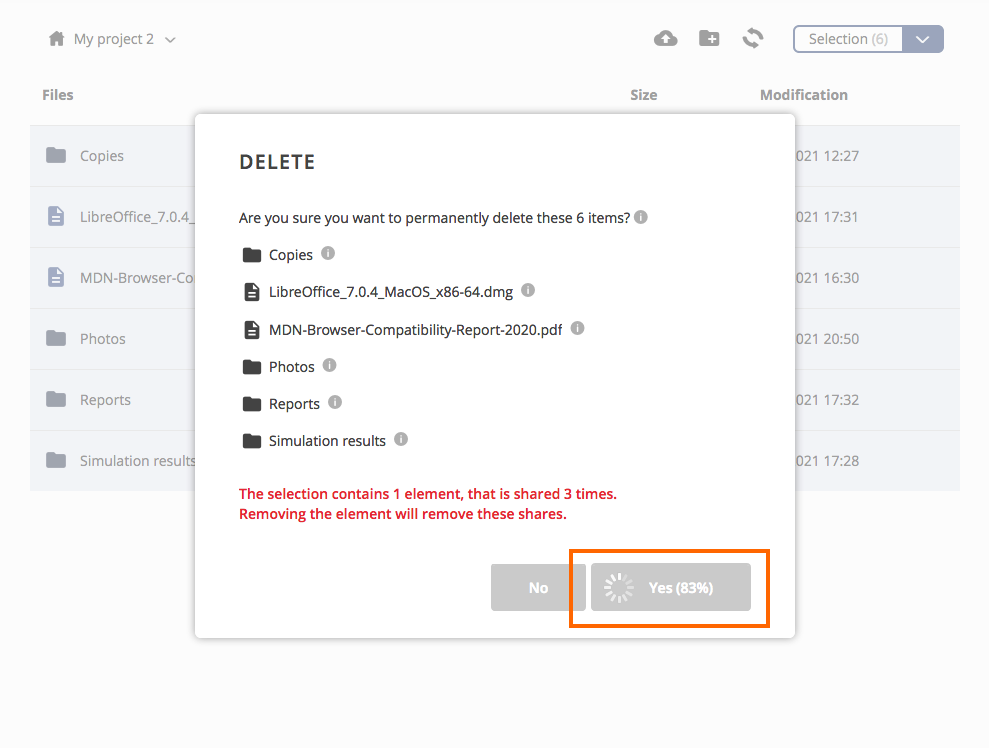 My project 2
Selection (6)
Files Size Modification
DELETE
Are you sure you want to permanently delete these 6 items?
Copies
LibreOffice_7.0.4_MacOS_x86-64.dmg
MDN-Browser-Compatibility-Report-2020.pdf
Photos
Reports
Simulation results
The selection contains 1 element, that is shared 3 times.
Removing the element will remove these shares.
No Yes (83%)
Copies 021 12:27
LibreOffice_7.0.4_ 021 17:31
MDN-Browser-Co 021 16:30
Photos 021 20:50
Reports 021 17:32
Simulation results 021 17:28